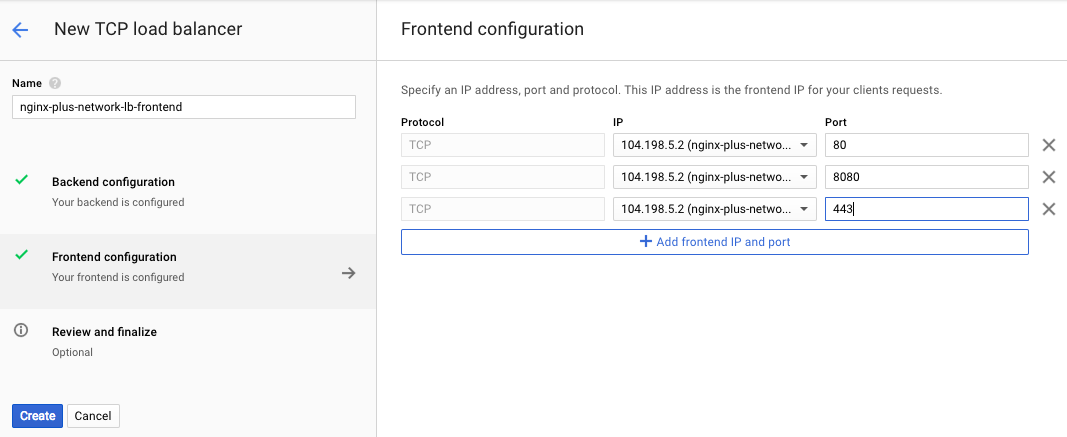 New TCP load balancer
Name ?
nginx-plus-network-lb-frontend
Backend configuration
Your backend is configured
Frontend configuration
Your frontend is configured
Review and finalize
Optional
Create Cancel
Frontend configuration
Specify an IP address, port and protocol. This IP address is the frontend IP for your clients requests.
Protocol IP Port
TCP 104.198.5.2 (nginx-plus-netwo... 80
TCP 104.198.5.2 (nginx-plus-netwo... 8080
TCP 104.198.5.2 (nginx-plus-netwo... 443
Add frontend IP and port